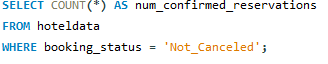 SELECT COUNT(*) AS num_confirmed_reservations
FROM hoteldata
WHERE booking_status = 'Not_Canceled';